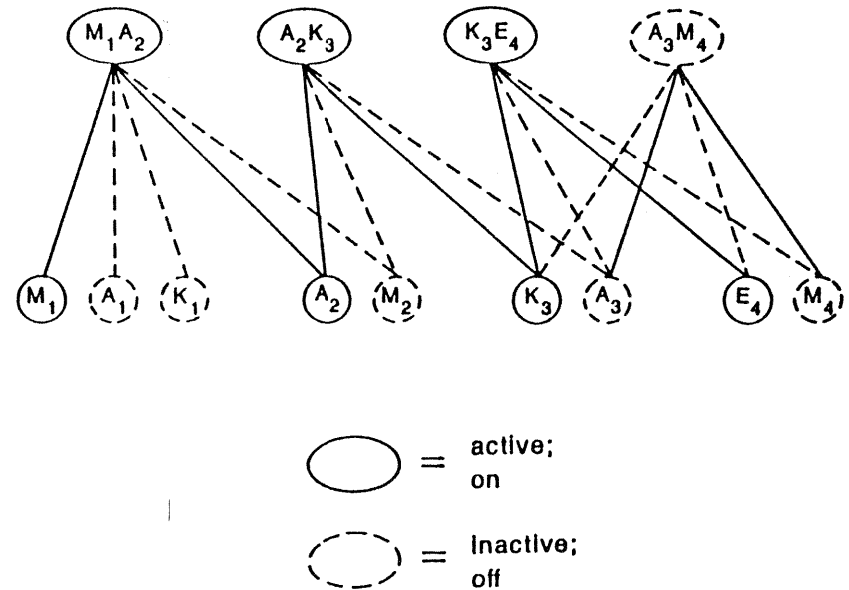 M₁A₂ A₂K₃ K₃E₄ A₃M₄
M₁ A₁ K₁ A₂ M₂ K₃ A₃ E₄ M₄
= active;
on
= inactive;
off